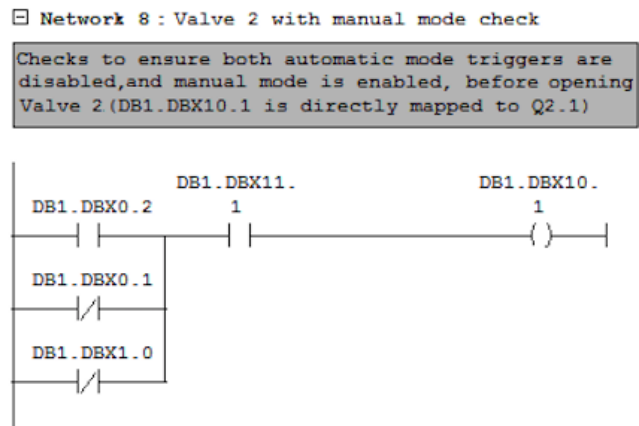 Network 8 : Valve 2 with manual mode check
Checks to ensure both automatic mode triggers are
disabled,and manual mode is enabled, before opening
Valve 2(DB1.DBX10.1 is directly mapped to Q2.1)
DB1.DBX11. DB1.DBX10.
DB1.DBX0.2 1 1
DB1.DBX0.1
DB1.DBX1.0